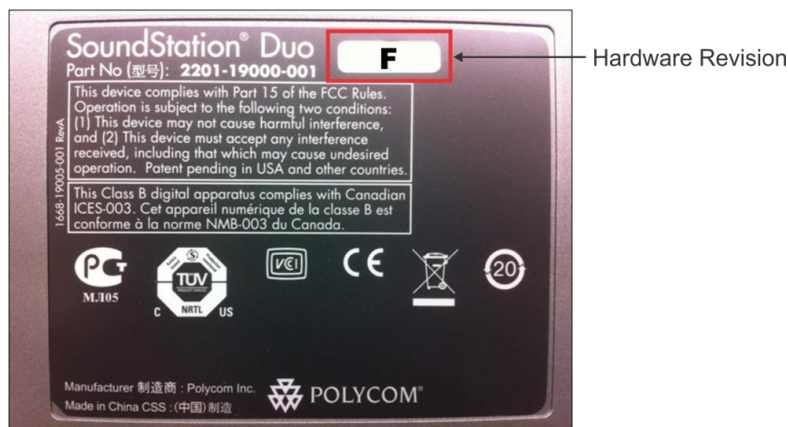 SoundStation® Duo
Part No (型号): 2201-19000-001
F
Hardware Revision
This device complies with Part 15 of the FCC Rules.
Operation is subject to the following two conditions:
(1) This device may not cause harmful interference,
and (2) This device must accept any interference
received, including that which may cause undesired
operation. Patent pending in USA and other countries.
1668-19005-001 RevA
This Class B digital apparatus complies with Canadian
ICES-003. Cet appareil numérique de la classe B est
conforme à la norme NMB-003 du Canada.
МЛ05
TÜV
C NRTL US
VCI
CE
20
Manufacturer 制造商 : Polycom Inc.
Made in China CSS :(中国)制造
POLYCOM®